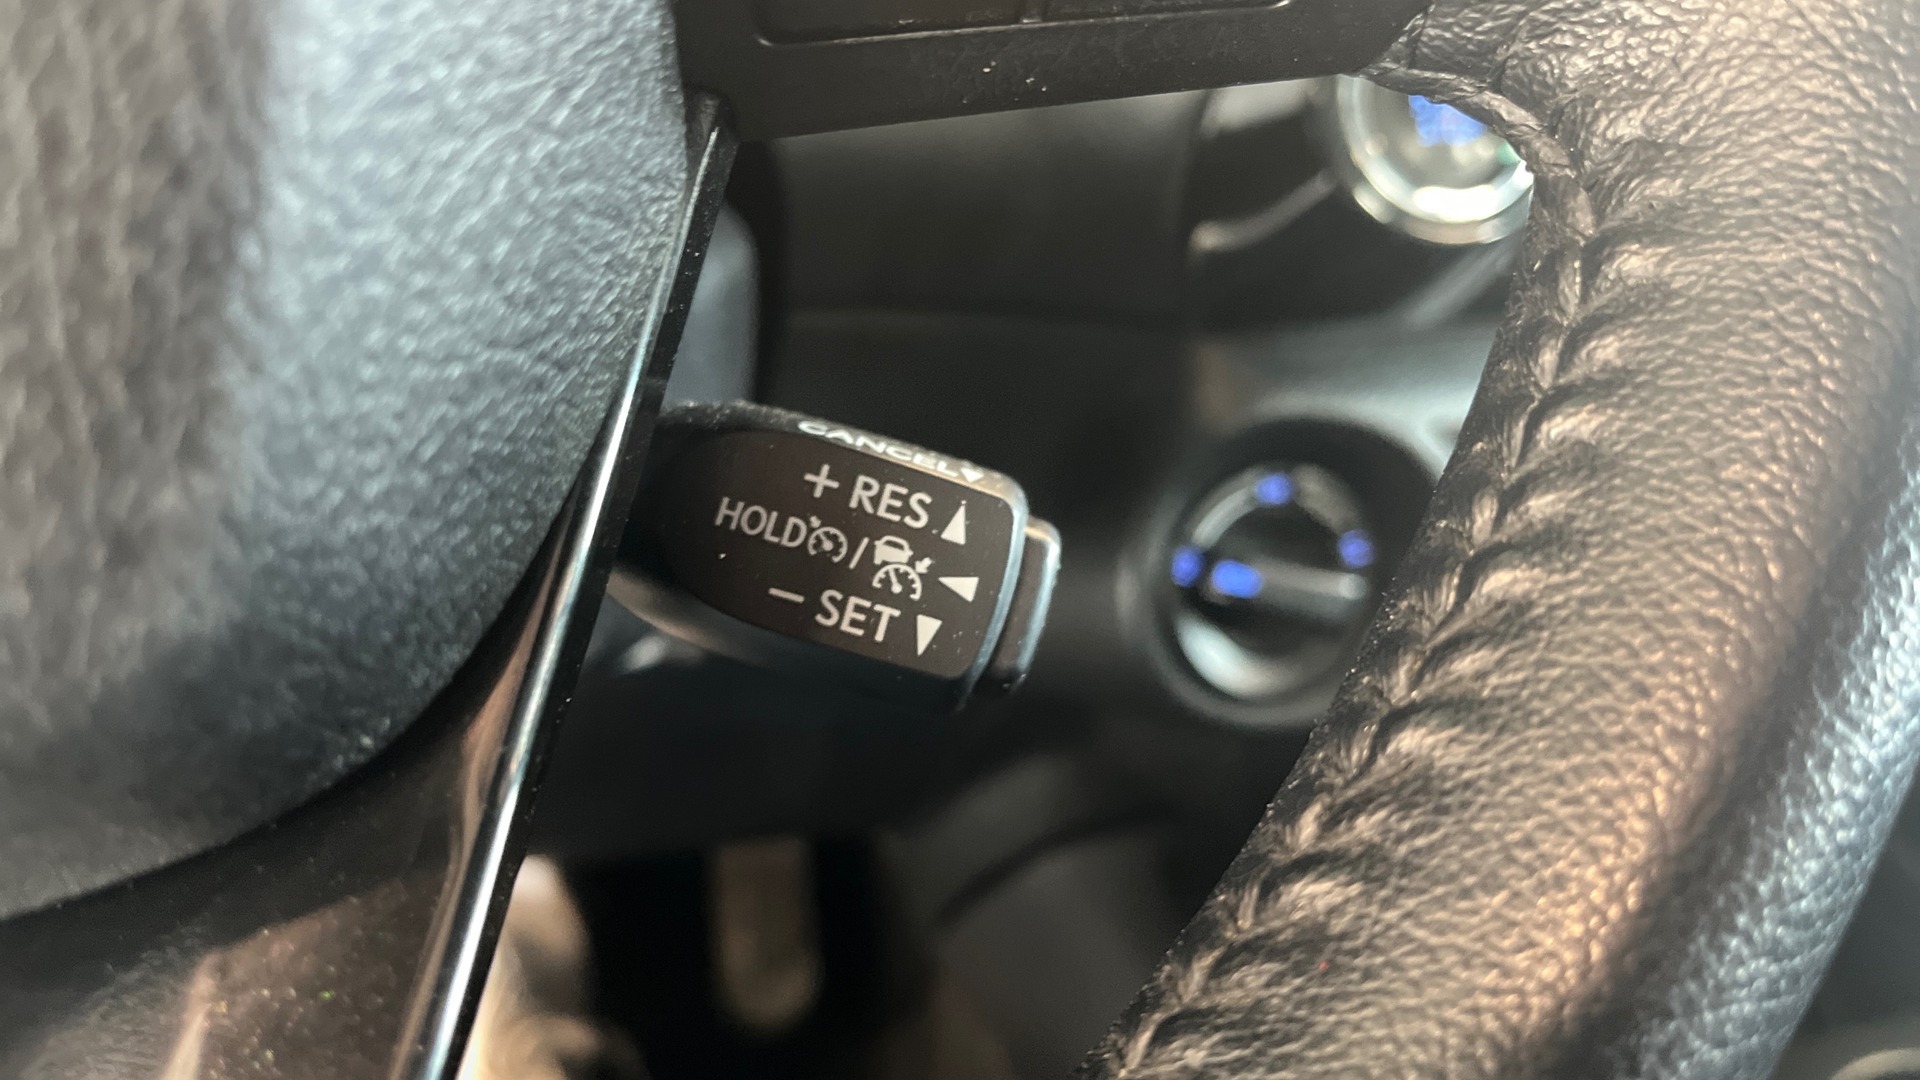 CANCEL
+ RES
HOLD /
− SET